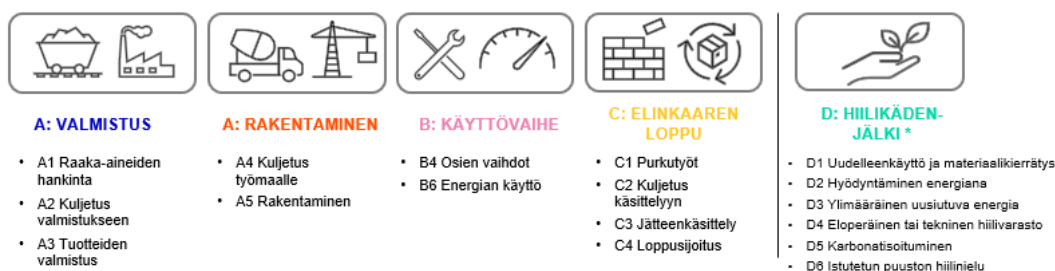 A: VALMISTUS
• A1 Raaka-aineiden
hankinta
• A2 Kuljetus
valmistukseen
• A3 Tuotteiden
valmistus
A: RAKENTAMINEN
• A4 Kuljetus
työmaalle
• A5 Rakentaminen
B: KÄYTTÖVAIHE
• B4 Osien vaihdot
• B6 Energian käyttö
C: ELINKAAREN
LOPPU
• C1 Purkutyöt
• C2 Kuljetus
käsittelyyn
• C3 Jätteenkäsittely
• C4 Loppusijoitus
D: HIILIKÄDEN-
JÄLKI *
- D1 Uudelleenkäyttö ja materiaalikierrätys
- D2 Hyödyntäminen energiana
- D3 Ylimääräinen uusiutuva energia
- D4 Eloperäinen tai tekninen hiilivarasto
- D5 Karbonatisoituminen
- D6 Istutetun puuston hiilinielu